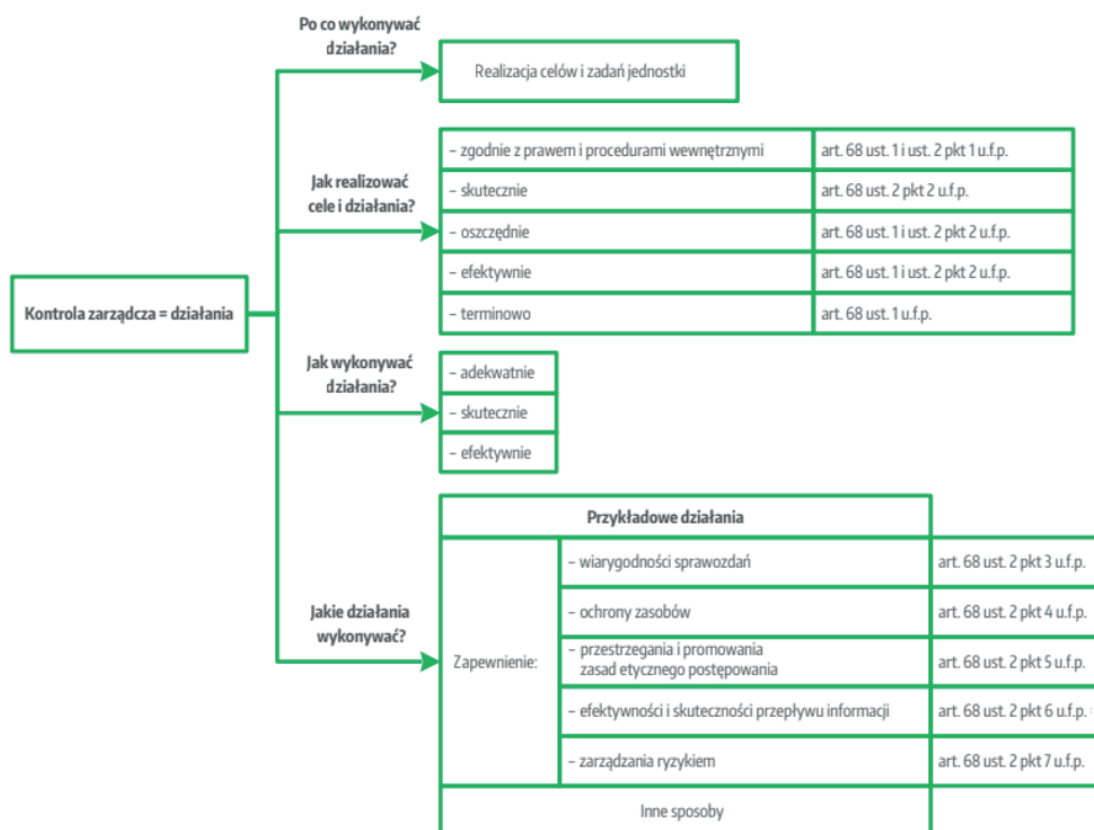 Po co wykonywać
działania?
Realizacja celów i zadań jednostki
Jak realizować
cele i działania?
– zgodnie z prawem i procedurami wewnętrznymi
art. 68 ust. 1 i ust. 2 pkt 1 u.f.p.
– skutecznie
art. 68 ust. 2 pkt 2 u.f.p.
– oszczędnie
art. 68 ust. 1 i ust. 2 pkt 2 u.f.p.
– efektywnie
art. 68 ust. 1 i ust. 2 pkt 2 u.f.p.
– terminowo
art. 68 ust. 1 u.f.p.
Kontrola zarządcza = działania
Jak wykonywać
działania?
– adekwatnie
– skutecznie
– efektywnie
Jakie działania
wykonywać?
Przykładowe działania
Zapewnienie:
– wiarygodności sprawozdań
art. 68 ust. 2 pkt 3 u.f.p.
– ochrony zasobów
art. 68 ust. 2 pkt 4 u.f.p.
– przestrzegania i promowania
zasad etycznego postępowania
art. 68 ust. 2 pkt 5 u.f.p.
– efektywności i skuteczności przepływu informacji
art. 68 ust. 2 pkt 6 u.f.p.
– zarządzania ryzykiem
art. 68 ust. 2 pkt 7 u.f.p.
Inne sposoby